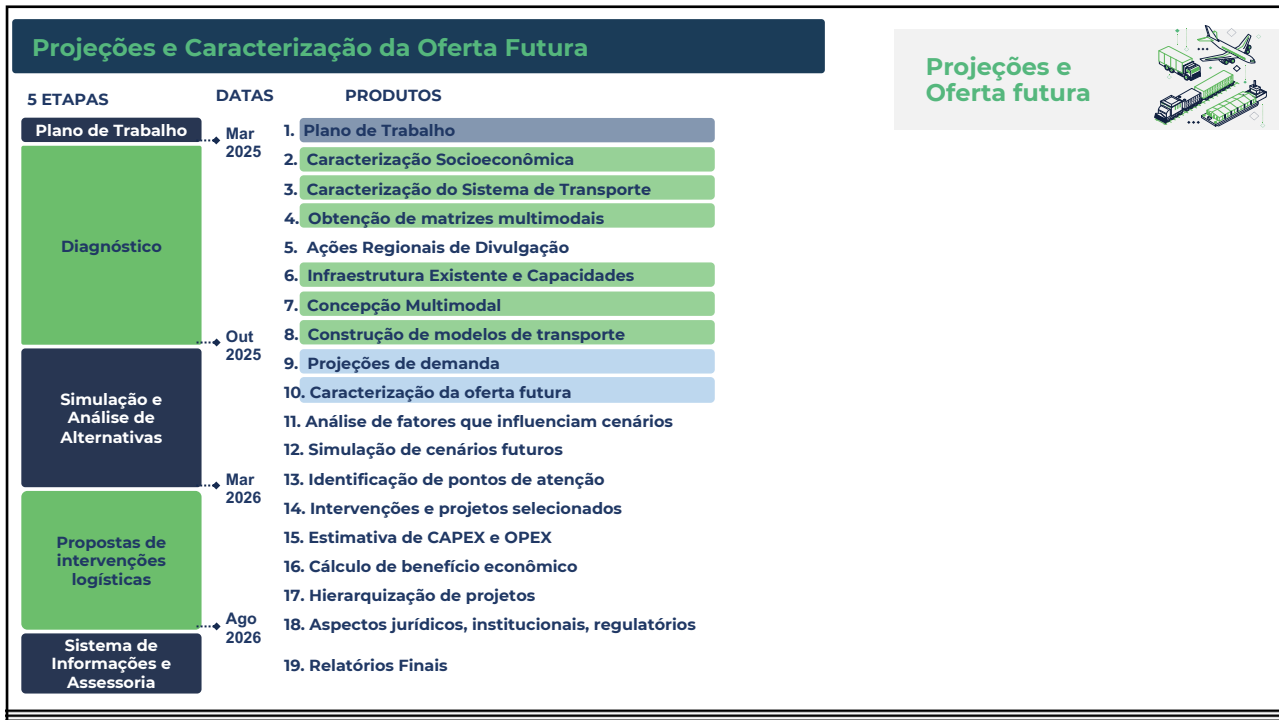 Projeções e Caracterização da Oferta Futura
Projeções e
Oferta futura
5 ETAPAS
DATAS
PRODUTOS
Plano de Trabalho
Diagnóstico
Simulação e
Análise de
Alternativas
Propostas de
intervenções
logísticas
Sistema de
Informações e
Assessoria
Mar
2025
Out
2025
Mar
2026
Ago
2026
1. Plano de Trabalho
2. Caracterização Socioeconômica
3. Caracterização do Sistema de Transporte
4. Obtenção de matrizes multimodais
5. Ações Regionais de Divulgação
6. Infraestrutura Existente e Capacidades
7. Concepção Multimodal
8. Construção de modelos de transporte
9. Projeções de demanda
10. Caracterização da oferta futura
11. Análise de fatores que influenciam cenários
12. Simulação de cenários futuros
13. Identificação de pontos de atenção
14. Intervenções e projetos selecionados
15. Estimativa de CAPEX e OPEX
16. Cálculo de benefício econômico
17. Hierarquização de projetos
18. Aspectos jurídicos, institucionais, regulatórios
19. Relatórios Finais